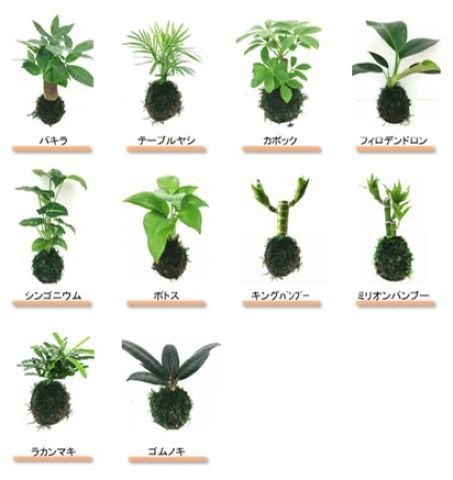 パキラ
テーブルヤシ
カポック
フィロデンドロン
シンゴニウム
ポトス
キングﾊﾞﾝﾌﾞー
ミリオンバンブー
ラカンマキ
ゴムノキ